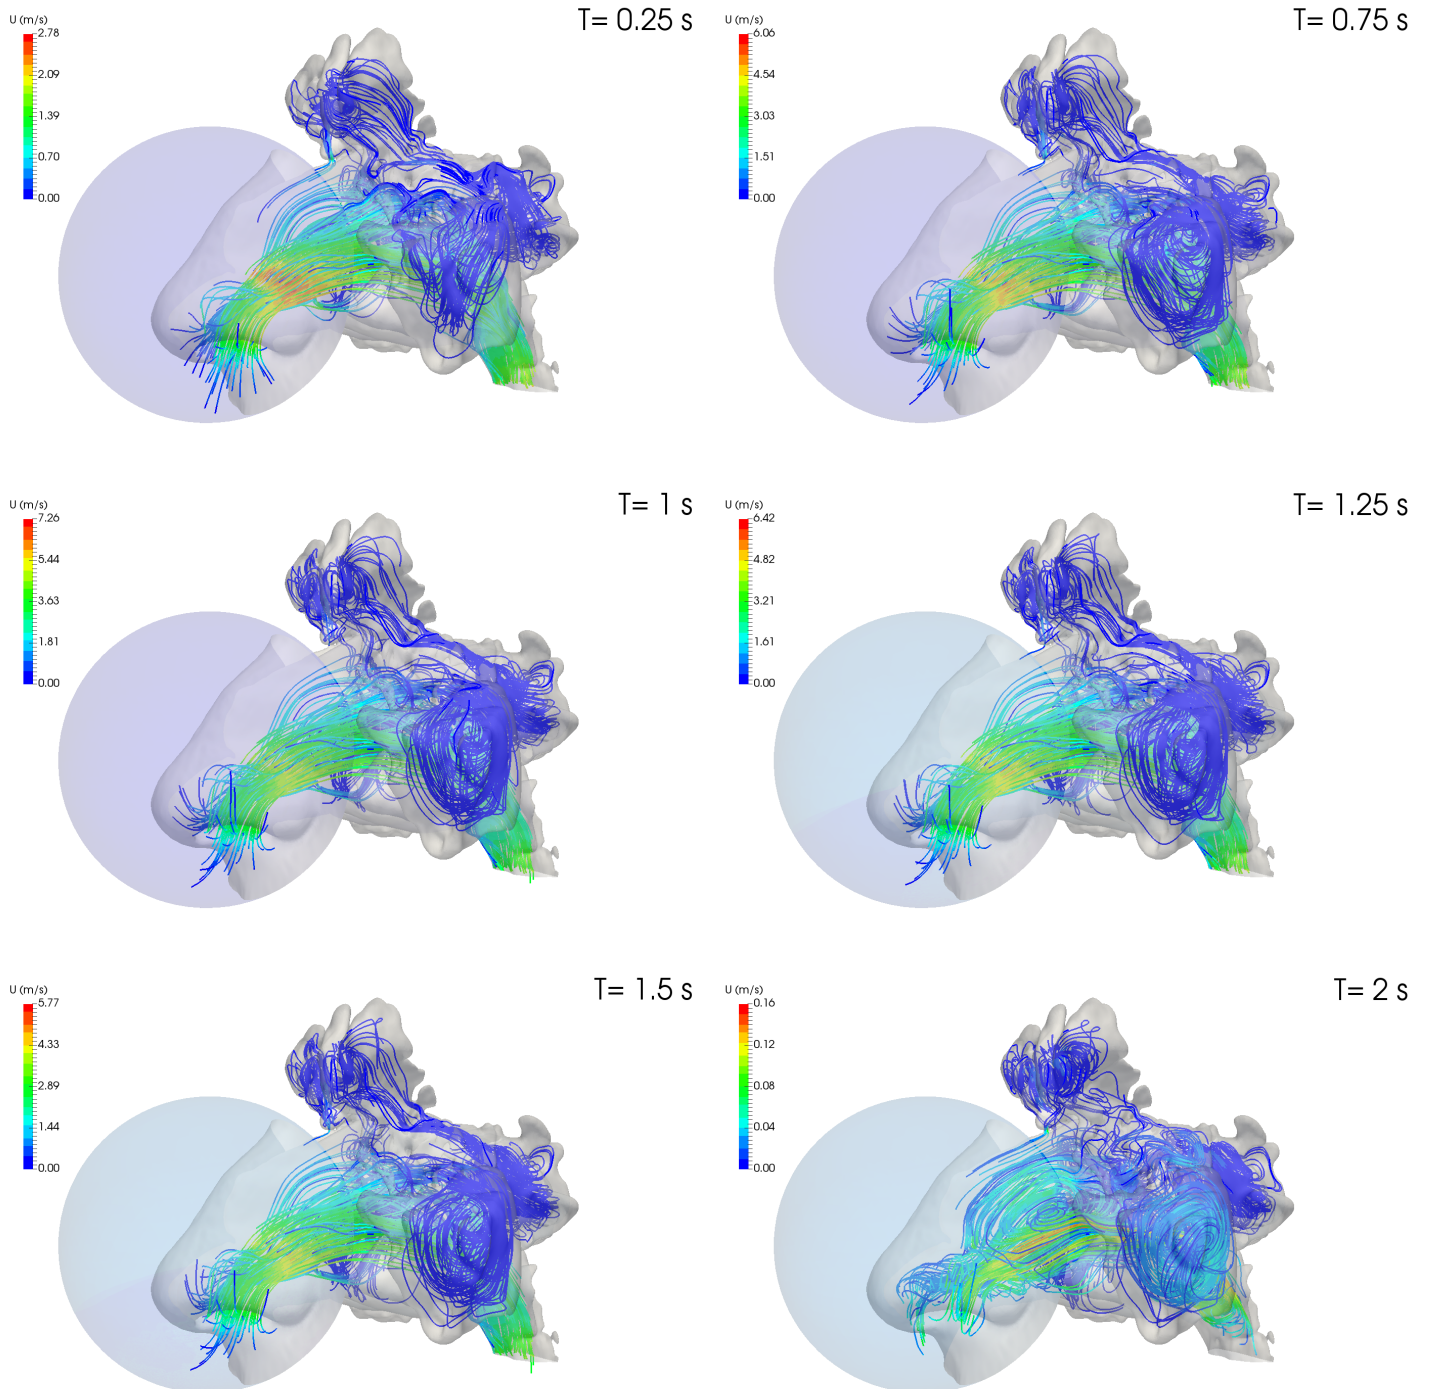 T= 0.25 s
U (m/s)
2.78
2.09
1.39
0.70
0.00
T= 0.75 s
U (m/s)
6.06
4.54
3.03
1.51
0.00
T= 1 s
U (m/s)
7.26
5.44
3.63
1.81
0.00
T= 1.25 s
U (m/s)
6.42
4.82
3.21
1.61
0.00
T= 1.5 s
U (m/s)
5.77
4.33
2.89
1.44
0.00
T= 2 s
U (m/s)
0.16
0.12
0.08
0.04
0.00